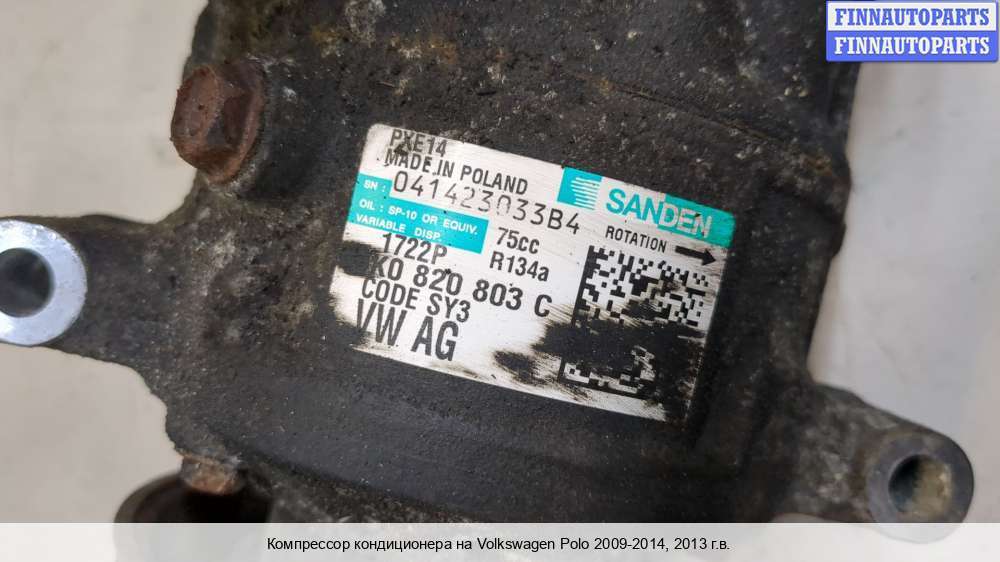 FINNAUTOPARTS
FINNAUTOPARTS
PXE14
MADE IN POLAND
SN : 041423033B4
SANDEN
OIL : SP-10 OR EQUIV.
VARIABLE DISP.
75cc
ROTATION
1722P
R134a
K0 820 803 C
CODE SY3
VW AG
Компрессор кондиционера на Volkswagen Polo 2009-2014, 2013 г.в.